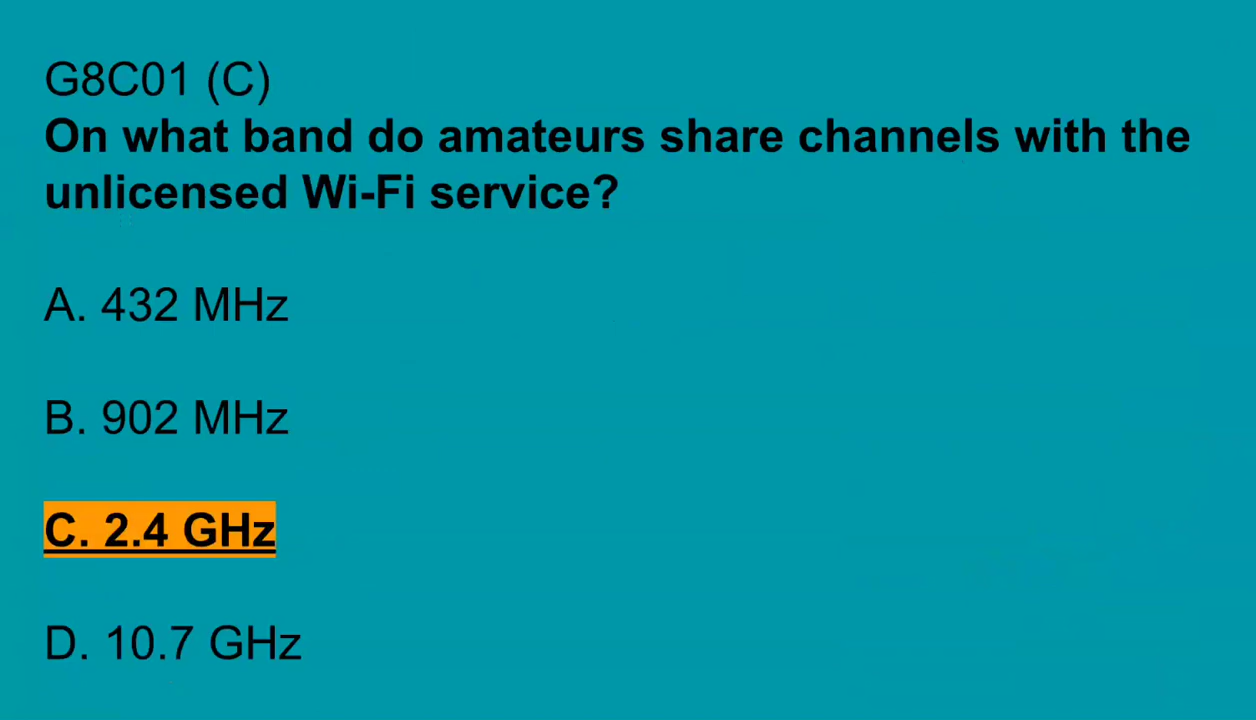 G8C01 (C)
On what band do amateurs share channels with the
unlicensed Wi-Fi service?
A. 432 MHz
B. 902 MHz
C. 2.4 GHz
D. 10.7 GHz